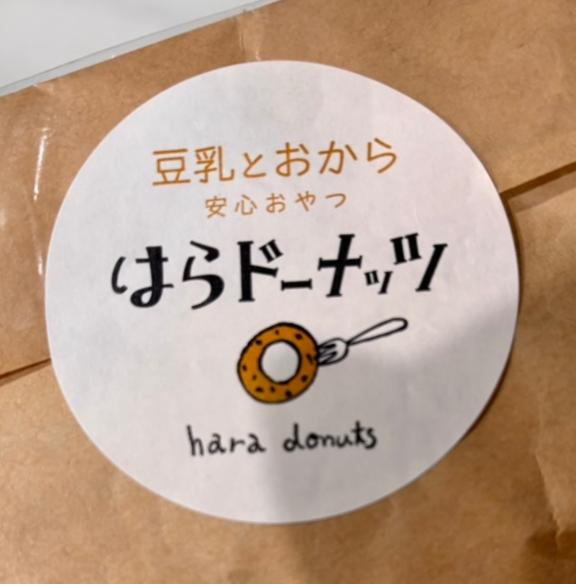 豆乳とおから
安心おやつ
はらドーナッツ
hara donuts